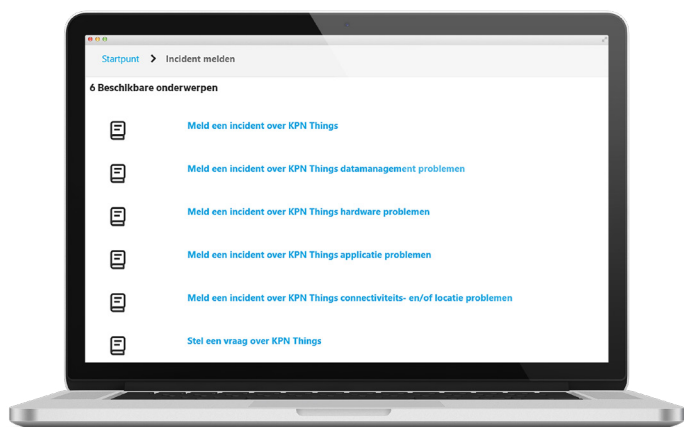 Startpunt > Incident melden
6 Beschikbare onderwerpen
Meld een incident over KPN Things
Meld een incident over KPN Things datamanagement problemen
Meld een incident over KPN Things hardware problemen
Meld een incident over KPN Things applicatie problemen
Meld een incident over KPN Things connectiviteits- en/of locatie problemen
Stel een vraag over KPN Things